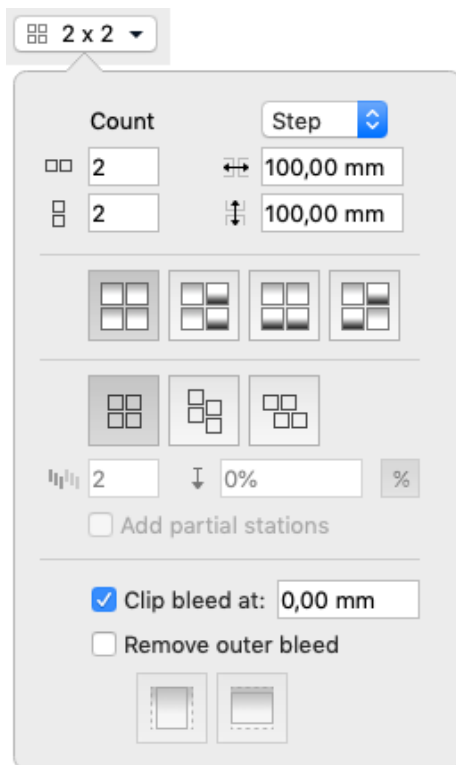 2 x 2
Count Step
2 100,00 mm
2 100,00 mm
2 0% %
Add partial stations
Clip bleed at: 0,00 mm
Remove outer bleed